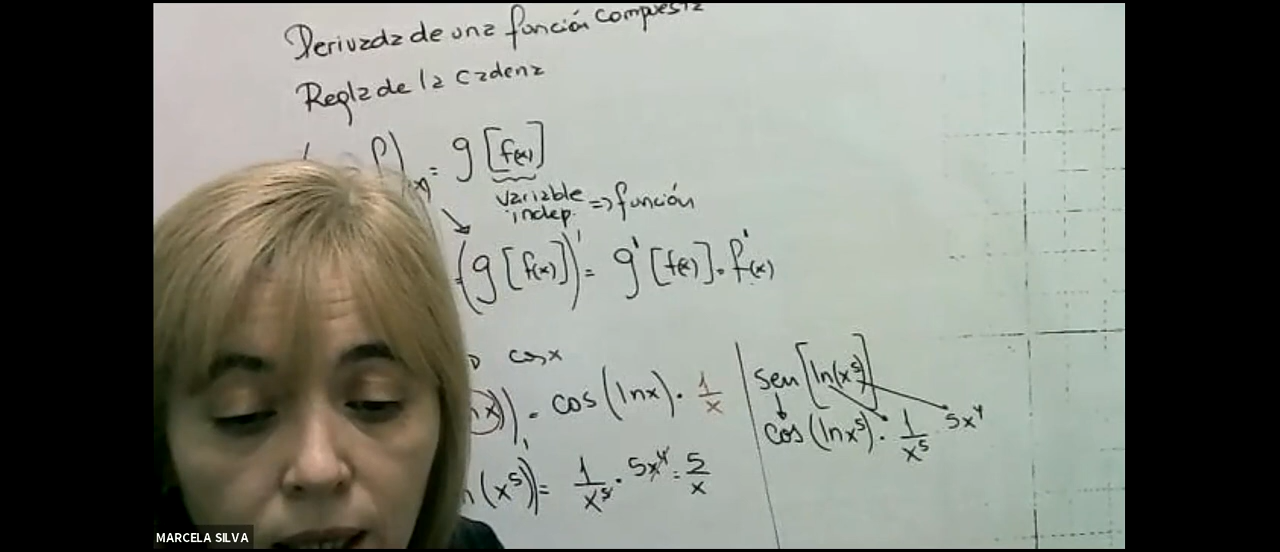 Derivada de una función compuesta
Regla de la cadena
f)(x) = g [f(x)]
variable indep. => función
(g [f(x)])' = g' [f(x)] . f'(x)
cos x
x)) = cos (ln x) . 1/x
n (x⁵))' = 1/x⁵ . 5x⁴ = 5/x
sen [ln(x⁵)]
cos (ln x⁵) . 1/x⁵ 5x⁴
MARCELA SILVA